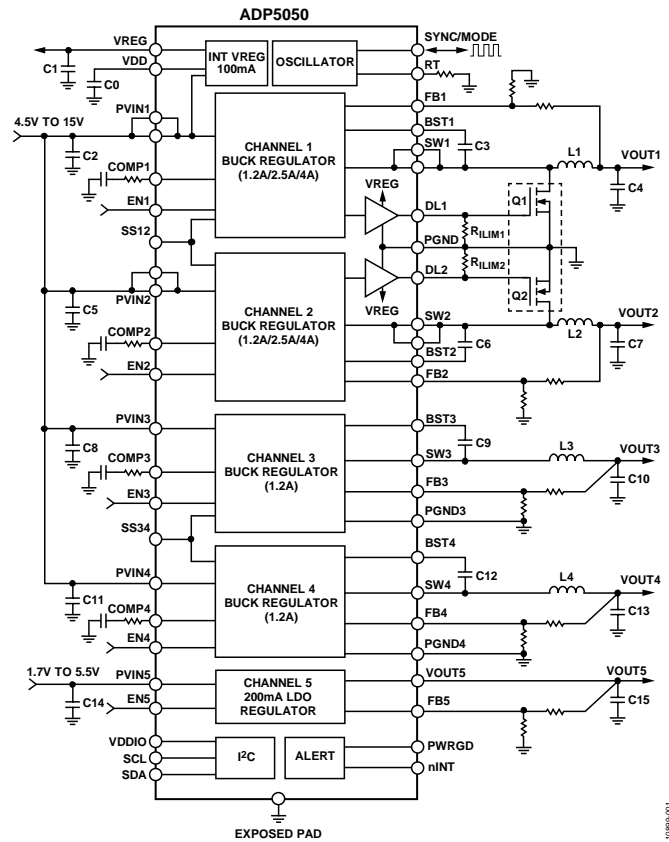 ADP5050
VREG
C1
VDD
C0
INT VREG
100mA
OSCILLATOR
SYNC/MODE
RT
4.5V TO 15V
PVIN1
C2
COMP1
EN1
SS12
CHANNEL 1
BUCK REGULATOR
(1.2A/2.5A/4A)
FB1
BST1
SW1
C3
L1
VOUT1
C4
VREG
DL1
Q1
RILIM1
PGND
RILIM2
DL2
Q2
VREG
PVIN2
C5
COMP2
EN2
CHANNEL 2
BUCK REGULATOR
(1.2A/2.5A/4A)
SW2
BST2
C6
L2
VOUT2
C7
FB2
PVIN3
C8
COMP3
EN3
SS34
CHANNEL 3
BUCK REGULATOR
(1.2A)
BST3
C9
SW3
L3
VOUT3
C10
FB3
PGND3
PVIN4
C11
COMP4
EN4
CHANNEL 4
BUCK REGULATOR
(1.2A)
BST4
C12
SW4
L4
VOUT4
C13
FB4
PGND4
1.7V TO 5.5V
PVIN5
C14
EN5
CHANNEL 5
200mA LDO
REGULATOR
VOUT5
VOUT5
C15
FB5
VDDIO
SCL
SDA
I2C
ALERT
PWRGD
nINT
EXPOSED PAD
10899-001